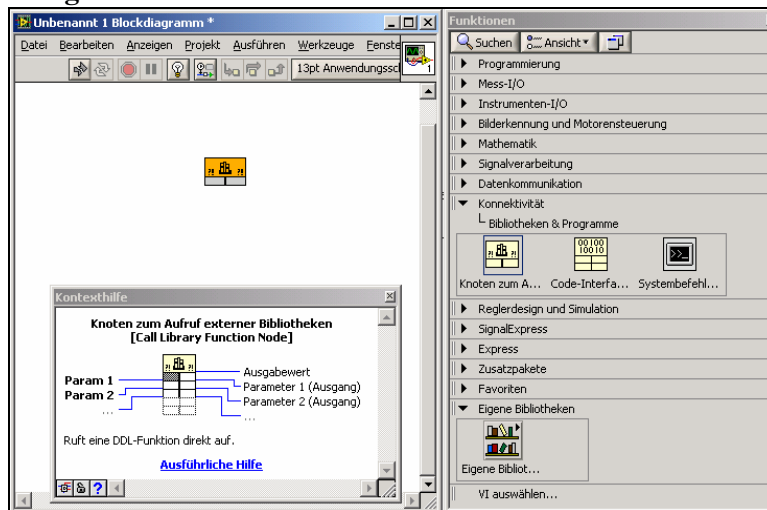 Unbenannt 1 Blockdiagramm *
Datei Bearbeiten Anzeigen Projekt Ausführen Werkzeuge Fenste
13pt Anwendungssc
1
Kontexthilfe
Knoten zum Aufruf externer Bibliotheken
[Call Library Function Node]
Param 1
Param 2
...
Ausgabewert
Parameter 1 (Ausgang)
Parameter 2 (Ausgang)
...
Ruft eine DDL-Funktion direkt auf.
Ausführliche Hilfe
Funktionen
Suchen Ansicht
Programmierung
Mess-I/O
Instrumenten-I/O
Bilderkennung und Motorensteuerung
Mathematik
Signalverarbeitung
Datenkommunikation
Konnektivität
Bibliotheken & Programme
00100
10010
Knoten zum A... Code-Interfa... Systembefehl...
Reglerdesign und Simulation
SignalExpress
Express
Zusatzpakete
Favoriten
Eigene Bibliotheken
Eigene Bibliot...
VI auswählen...